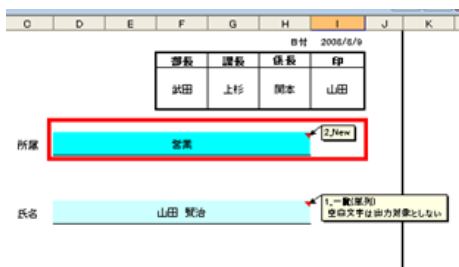 C D E F G H I J K
日付 2006/6/9
部長 課長 係長 印
武田 上杉 関本 山田
2_New
所属 営業
1_一覧(単列)
空白文字は出力対象としない
氏名 山田 賢治